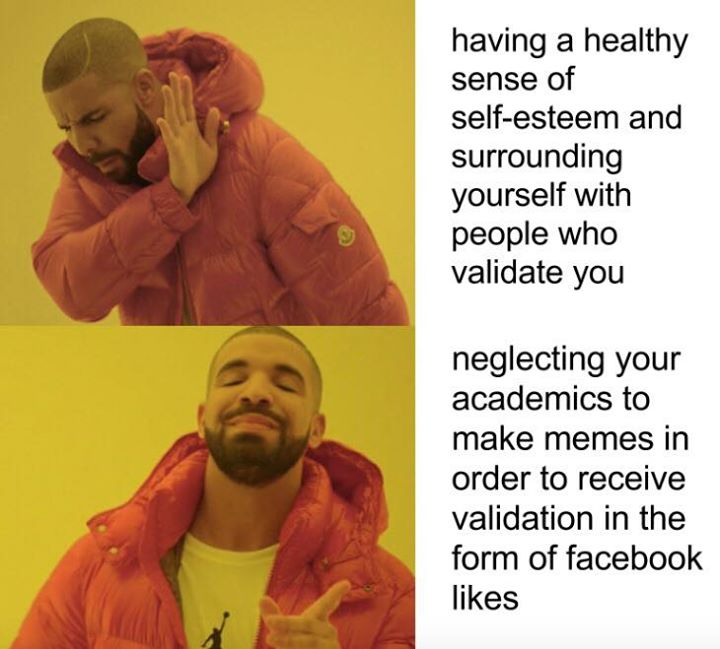 having a healthy
sense of
self-esteem and
surrounding
yourself with
people who
validate you
neglecting your
academics to
make memes in
order to receive
validation in the
form of facebook
likes